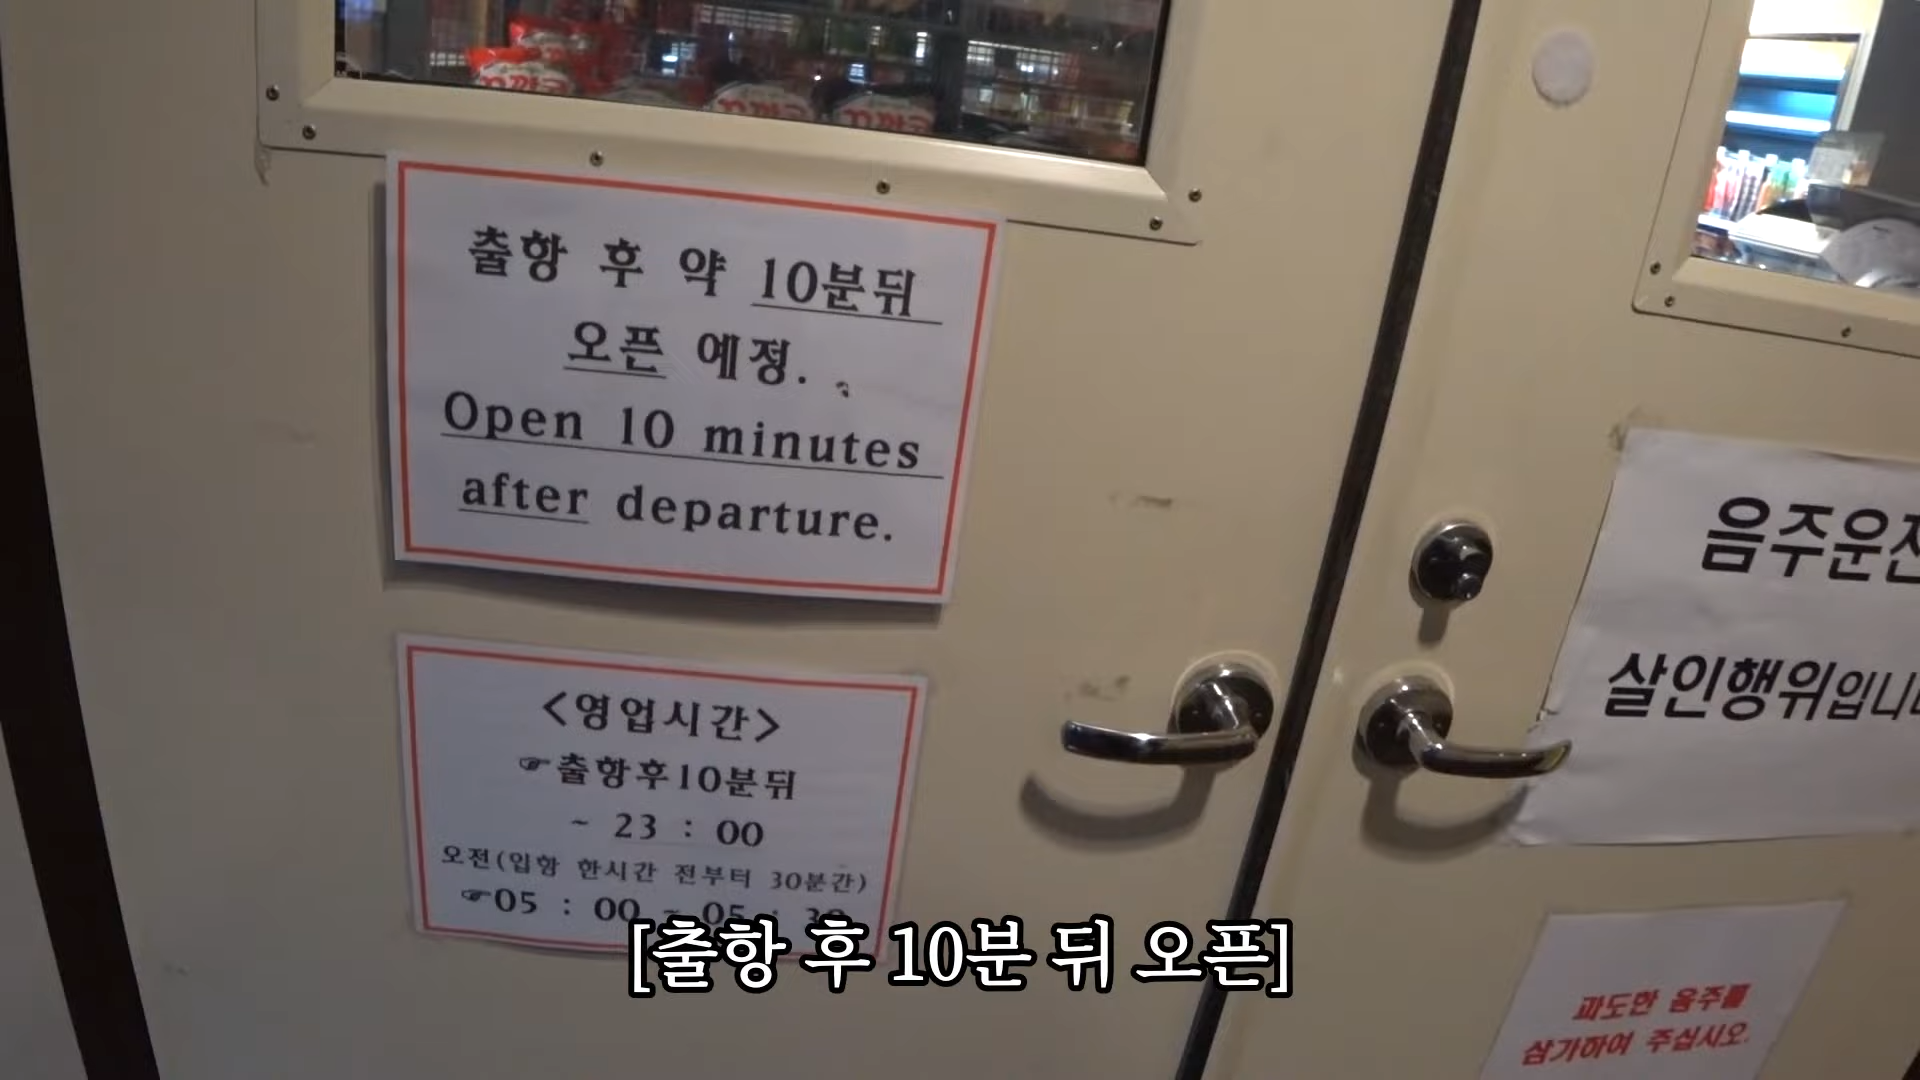 출항 후 약 10분뒤
오픈 예정.
Open 10 minutes
after departure.
<영업시간>
☞출항후10분뒤
~ 23 : 00
오전(입항 한시간 전부터 30분간)
☞05 : 00 ~ 05 : 30
음주운전
살인행위입니다
과도한 음주를
삼가하여 주십시오.
[출항 후 10분 뒤 오픈]